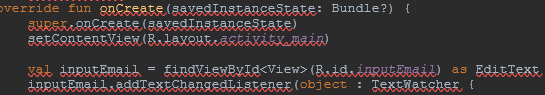 override fun onCreate(savedInstanceState: Bundle?) {
super.onCreate(savedInstanceState)
setContentView(R.layout.activity_main)
val inputEmail = findViewById<View>(R.id.inputEmail) as EditText
inputEmail.addTextChangedListener(object : TextWatcher {